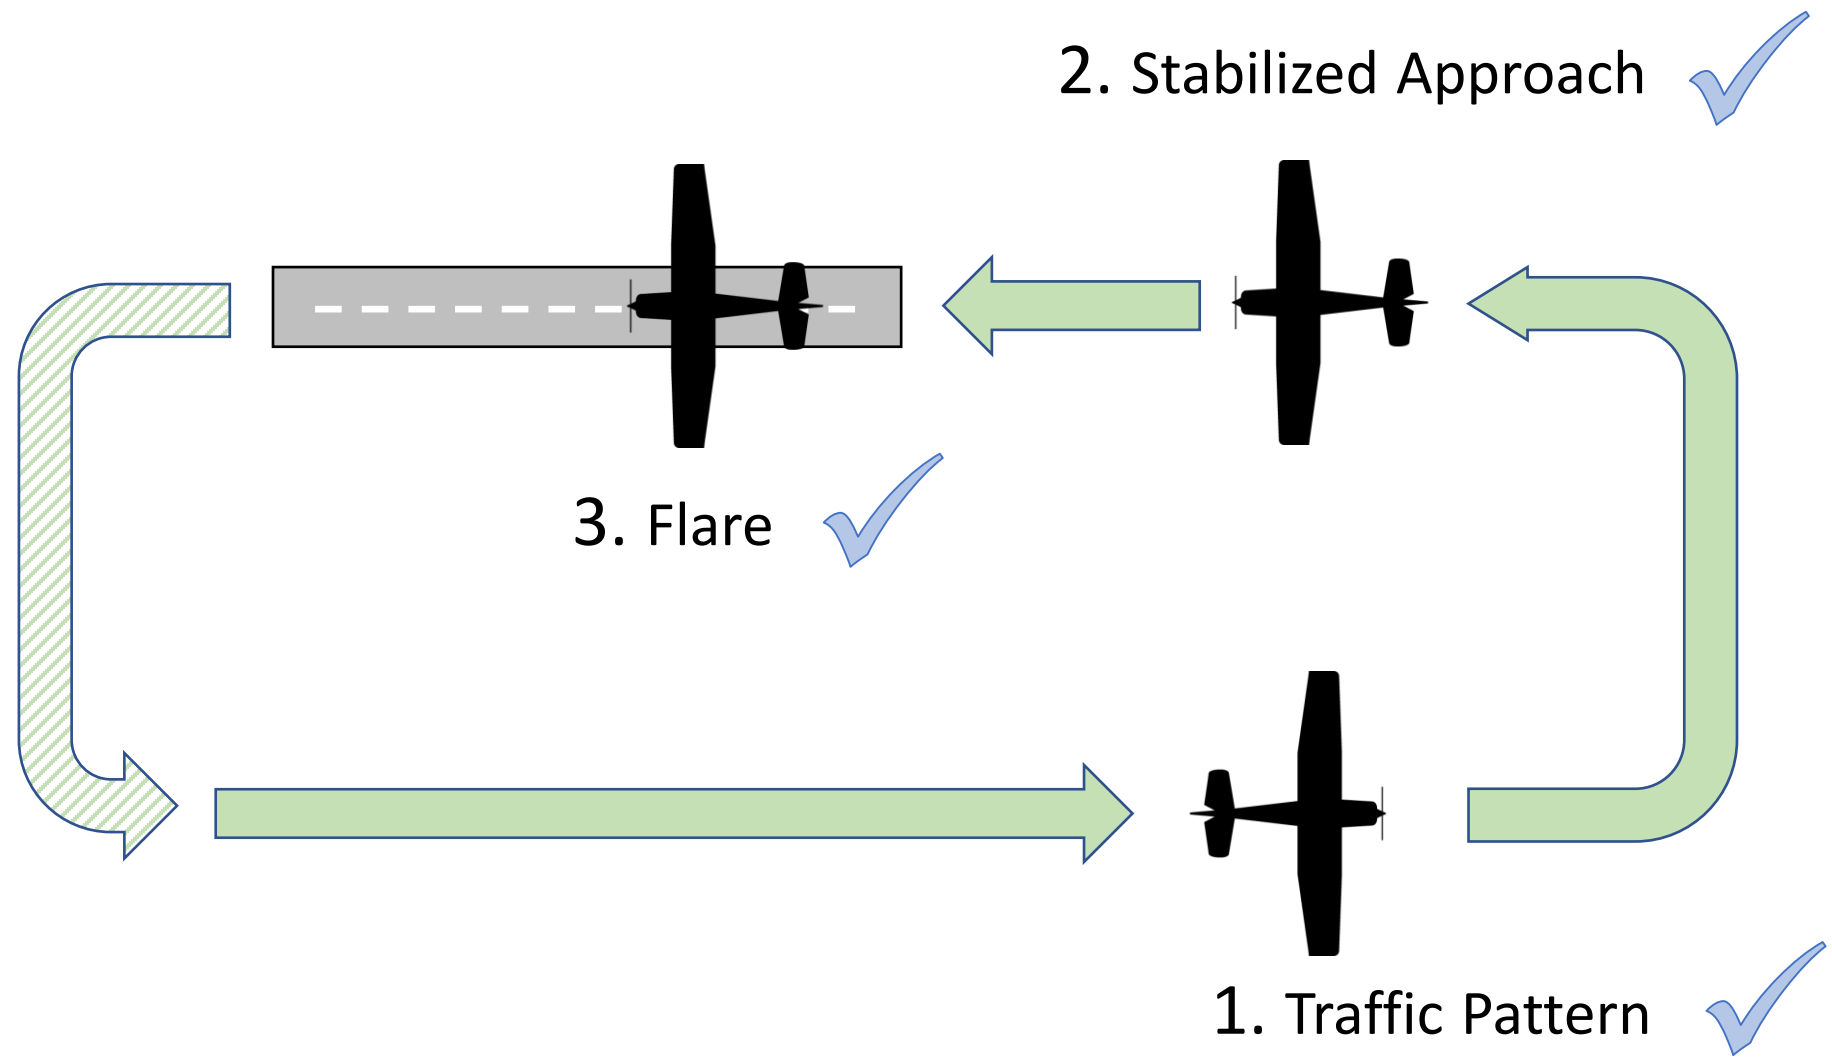 2. Stabilized Approach
3. Flare
1. Traffic Pattern